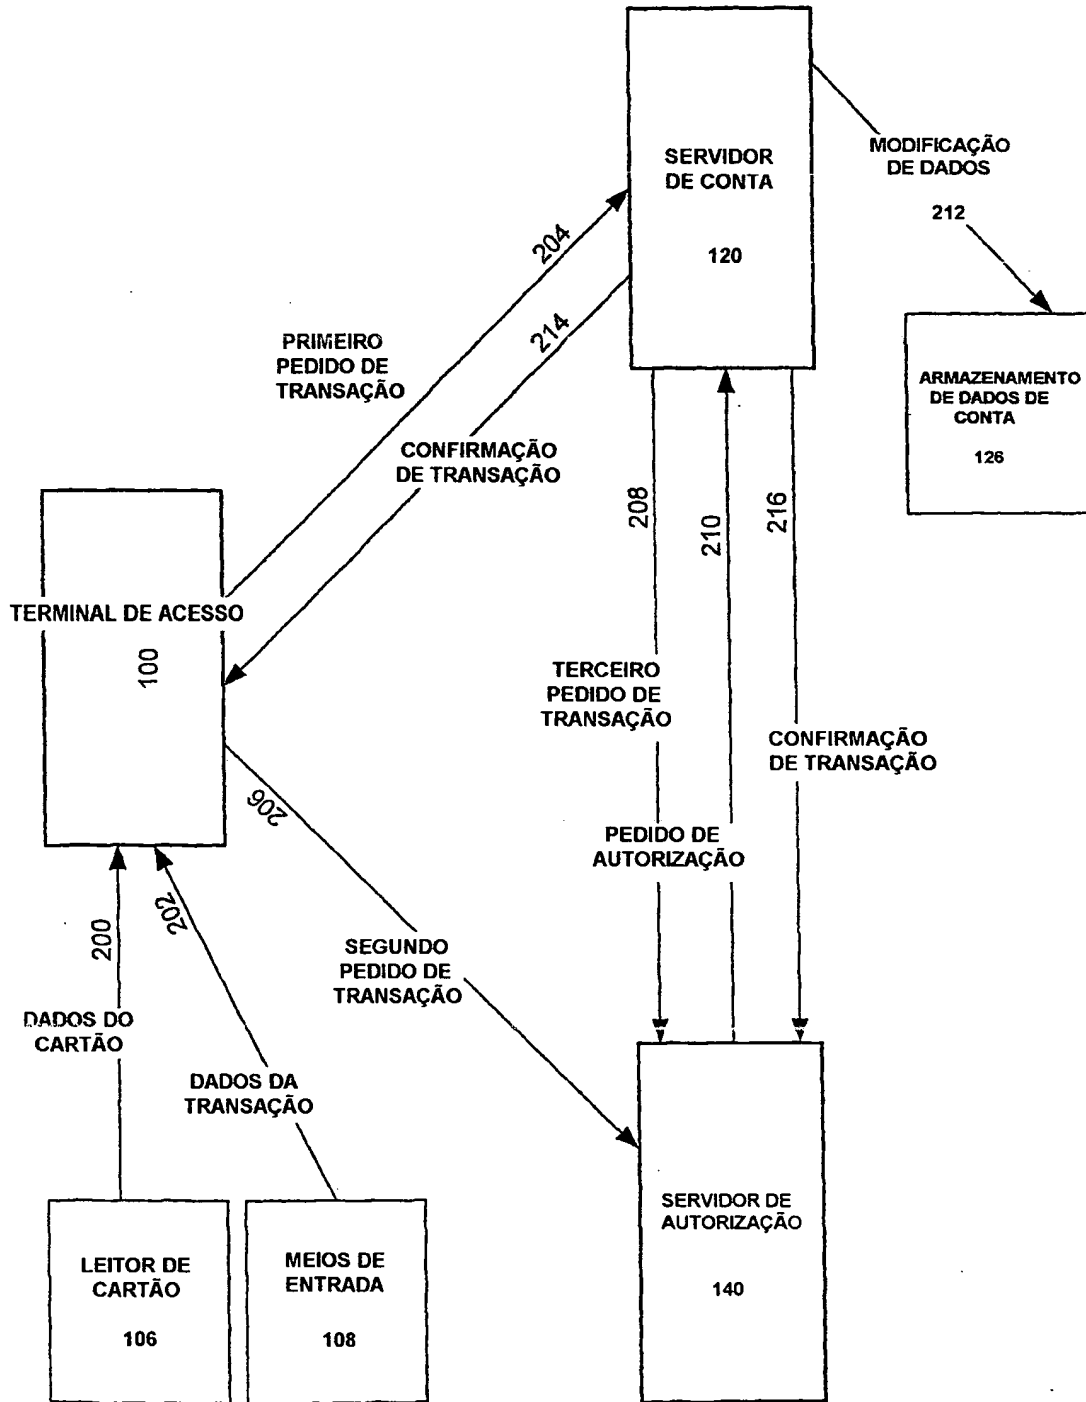 SERVIDOR
DE CONTA
120
MODIFICAÇÃO
DE DADOS
212
204
214
PRIMEIRO
PEDIDO DE
TRANSAÇÃO
CONFIRMAÇÃO
DE TRANSAÇÃO
ARMAZENAMENTO
DE DADOS DE
CONTA
126
208
210
216
TERMINAL DE ACESSO
100
TERCEIRO
PEDIDO DE
TRANSAÇÃO
CONFIRMAÇÃO
DE TRANSAÇÃO
206
PEDIDO DE
AUTORIZAÇÃO
200
202
SEGUNDO
PEDIDO DE
TRANSAÇÃO
DADOS DO
CARTÃO
DADOS DA
TRANSAÇÃO
LEITOR DE
CARTÃO
106
MEIOS DE
ENTRADA
108
SERVIDOR DE
AUTORIZAÇÃO
140